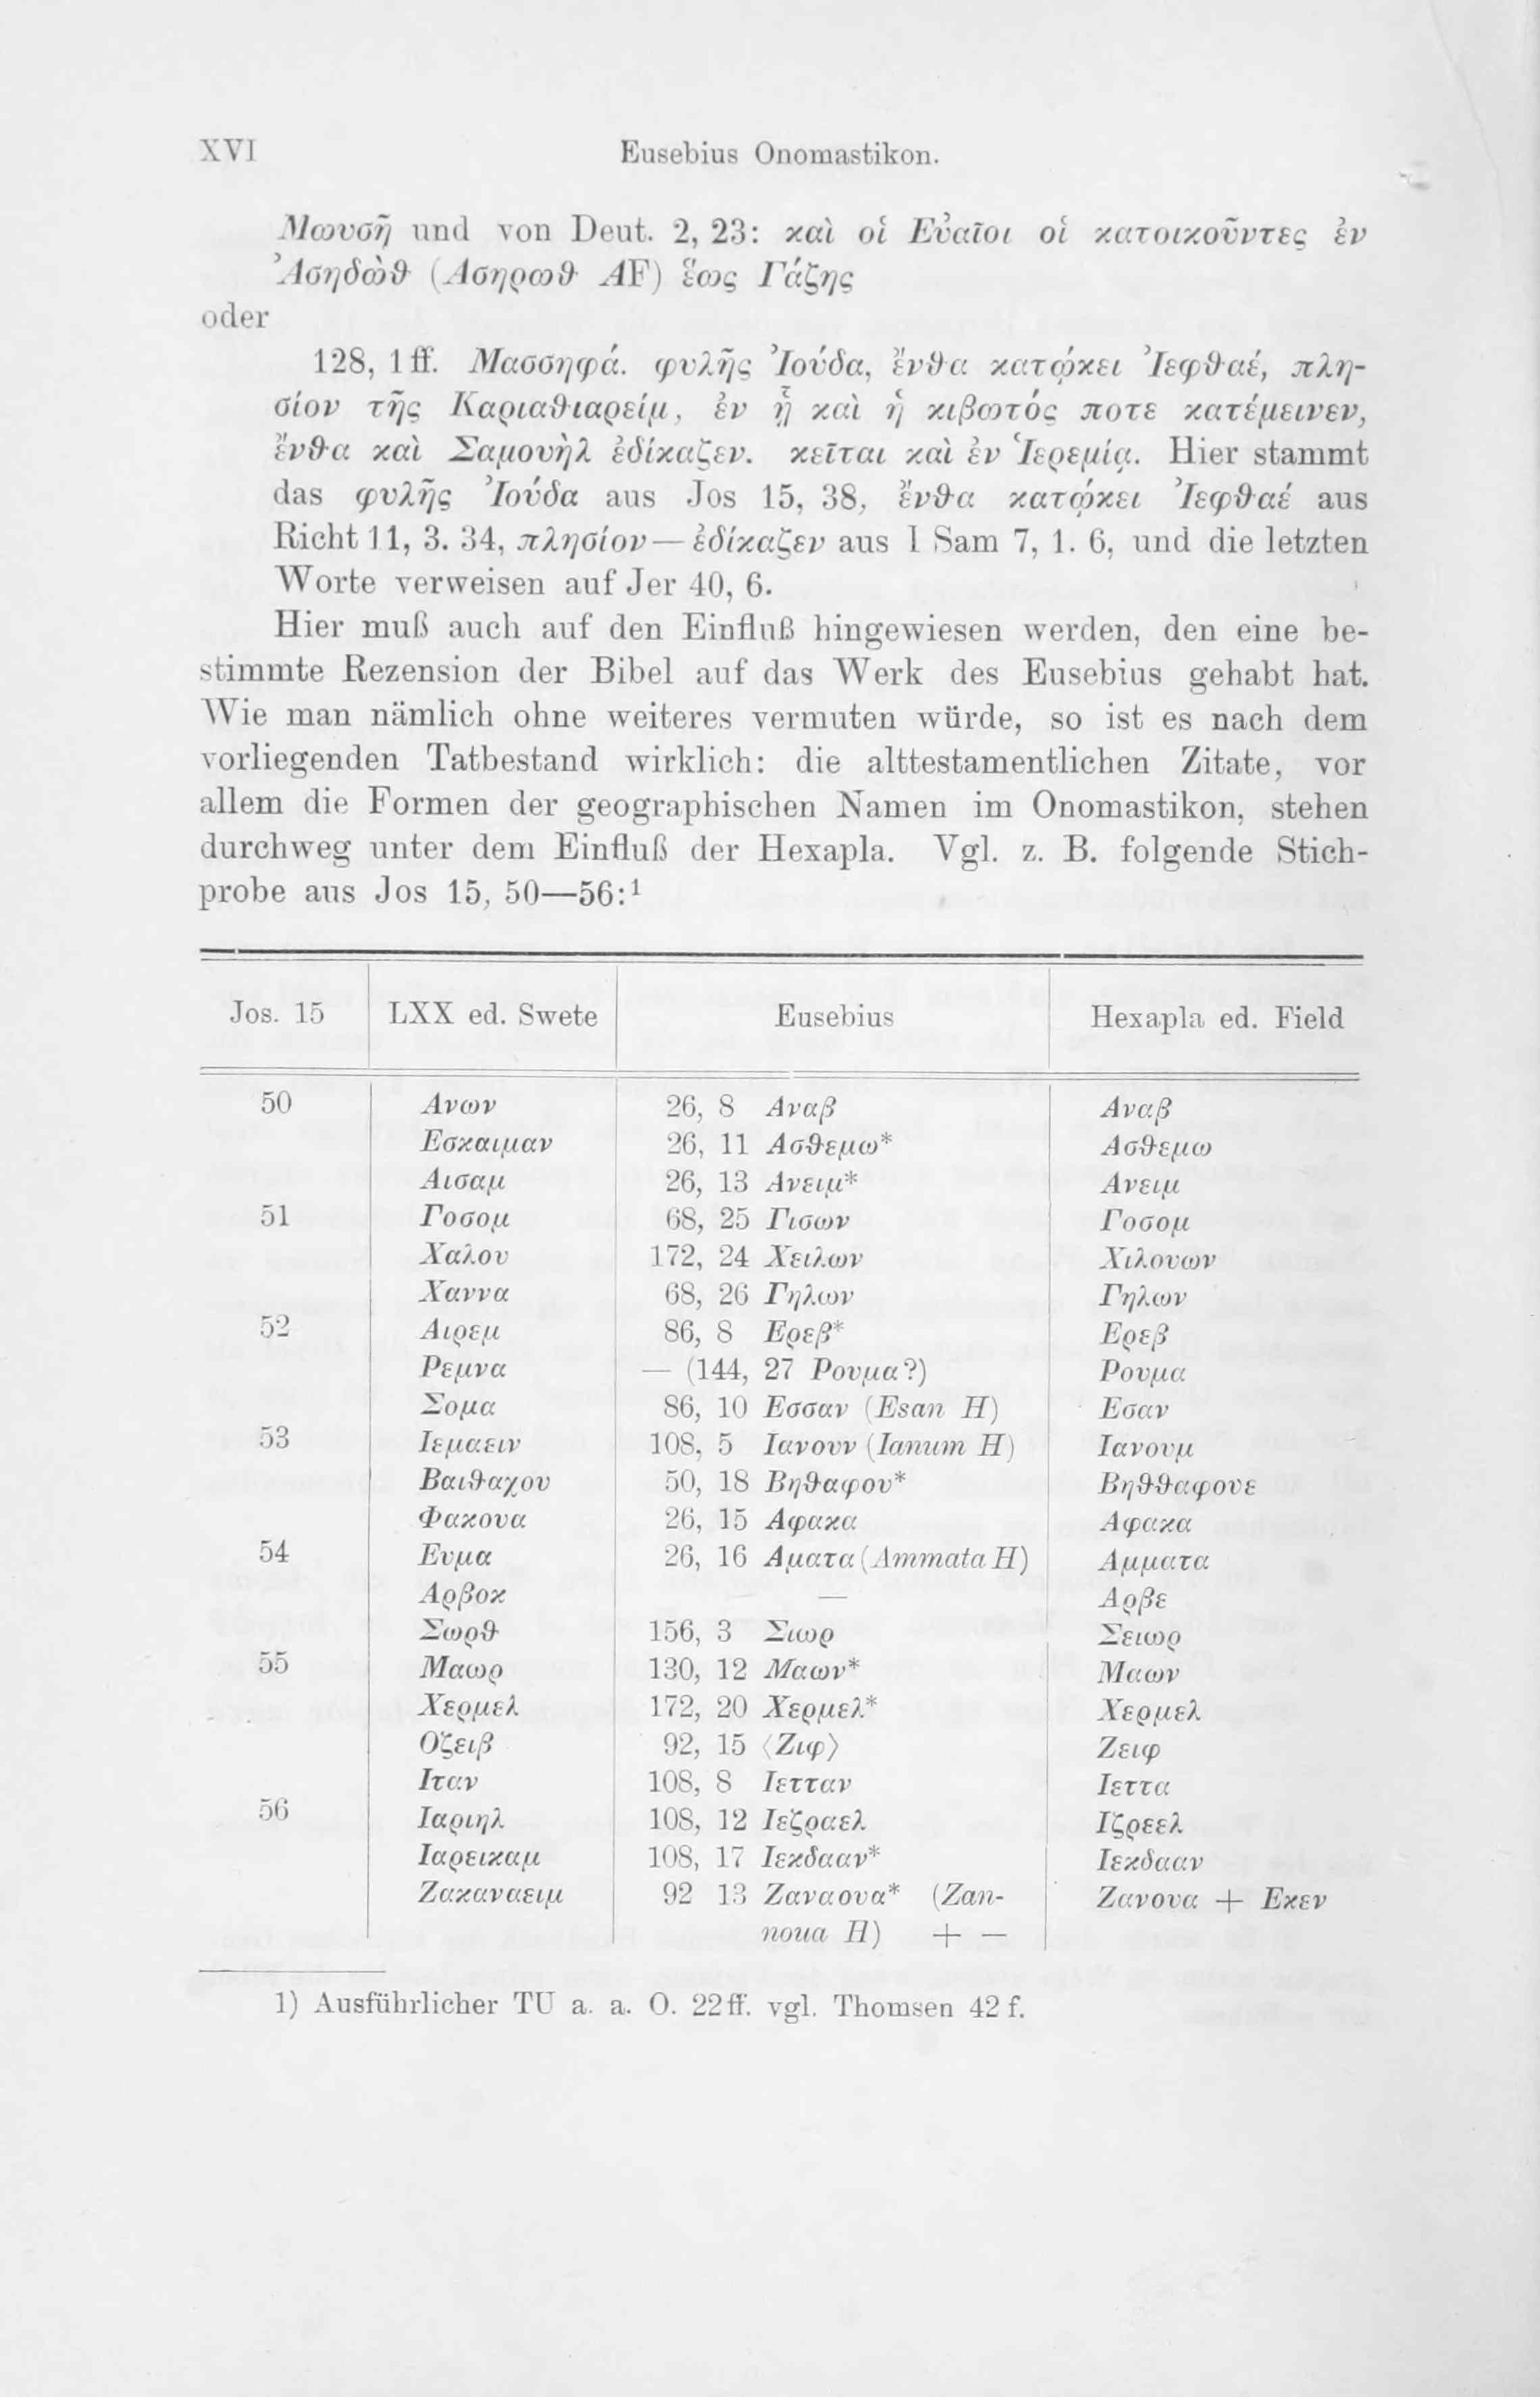 XVI Eusebius Onomastikon.
Μωυσῆ und von Deut. 2, 23: καὶ οἱ Εὐαῖοι οἱ κατοικοῦντες ἐν
Ἀσηδὼθ (Ασηρωθ AF) ἕως Γάζης
oder
128, 1 ff. Μασσηφά. φυλῆς Ἰούδα, ἔνθα κατῴκει Ἰεφθαέ, πλη-
σίον τῆς Καριαθιαρείμ, ἐν ᾗ καὶ ἡ κιβωτός ποτε κατέμεινεν,
ἔνθα καὶ Σαμουὴλ ἐδίκαζεν. κεῖται καὶ ἐν Ἱερεμίᾳ. Hier stammt
das φυλῆς Ἰούδα aus Jos 15, 38, ἔνθα κατῴκει Ἰεφθαέ aus
Richt 11, 3. 34, πλησίον—ἐδίκαζεν aus I Sam 7, 1. 6, und die letzten
Worte verweisen auf Jer 40, 6.
Hier muß auch auf den Einfluß hingewiesen werden, den eine be-
stimmte Rezension der Bibel auf das Werk des Eusebius gehabt hat.
Wie man nämlich ohne weiteres vermuten würde, so ist es nach dem
vorliegenden Tatbestand wirklich: die alttestamentlichen Zitate, vor
allem die Formen der geographischen Namen im Onomastikon, stehen
durchweg unter dem Einfluß der Hexapla. Vgl. z. B. folgende Stich-
probe aus Jos 15, 50—56:¹
Jos. 15 LXX ed. Swete Eusebius Hexapla ed. Field
50 Ανων 26, 8 Αναβ Αναβ
Εσκαιμαν 26, 11 Ασθεμω* Ασθεμω
Αισαμ 26, 13 Ανειμ* Ανειμ
51 Γοσομ 68, 25 Γισων Γοσομ
Χαλου 172, 24 Χειλων Χιλουων
Χαννα 68, 26 Γηλων Γηλων
52 Αιρεμ 86, 8 Ερεβ* Ερεβ
Ρεμνα — (144, 27 Ρουμα?) Ρουμα
Σομα 86, 10 Εσσαν (Esan H) Εσαν
53 Ιεμαειν 108, 5 Ιανουν (Ianum H) Ιανουμ
Βαιθαχου 50, 18 Βηθαφου* Βηθθαφουε
Φακουα 26, 15 Αφακα Αφακα
54 Ευμα 26, 16 Αματα (Ammata H) Αμματα
Αρβοκ — Αρβε
Σωρθ 156, 3 Σιωρ Σειωρ
55 Μαωρ 130, 12 Μαων* Μαων
Χερμελ 172, 20 Χερμελ* Χερμελ
Οζειβ 92, 15 ⟨Ζιφ⟩ Ζειφ
Ιταν 108, 8 Ιετταν Ιεττα
56 Ιαριηλ 108, 12 Ιεζραελ Ιζρεελ
Ιαρεικαμ 108, 17 Ιεκδααν* Ιεκδααν
Ζακαναειμ 92 13 Ζαναουα* (Zan- Ζανουα + Εκεν
noua H) + —
1) Ausführlicher TU a. a. O. 22 ff. vgl. Thomsen 42 f.